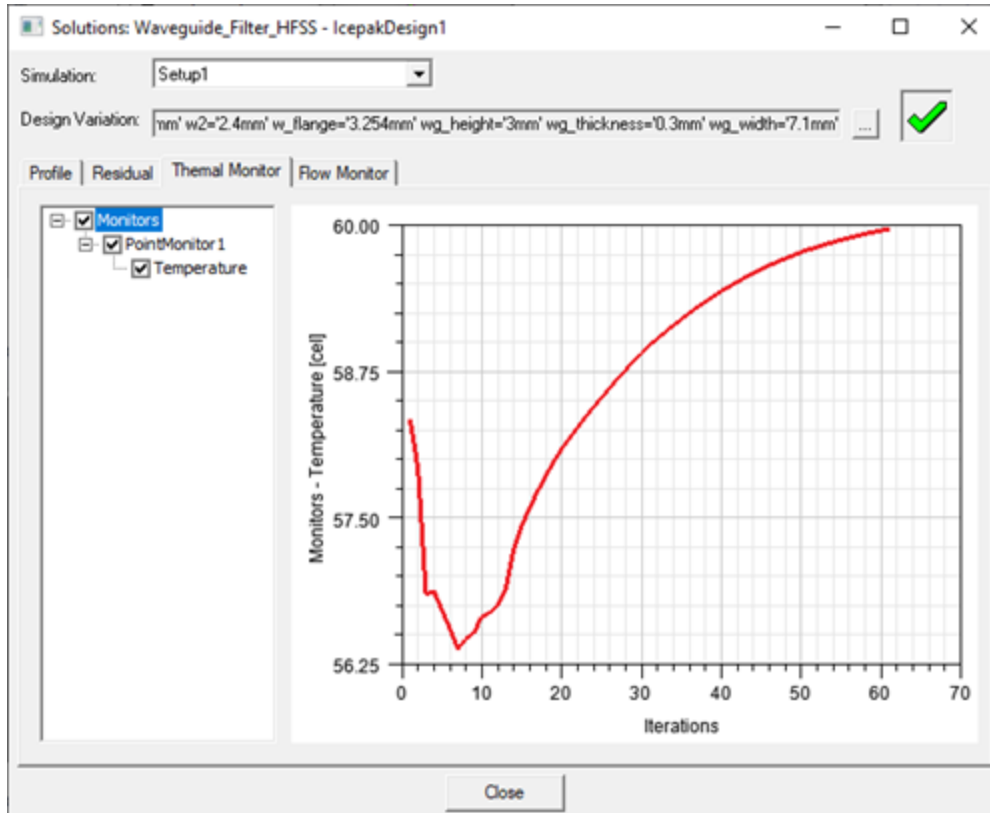 Solutions: Waveguide_Filter_HFSS - IcepakDesign1
Simulation: Setup1
Design Variation: nm' w2='2.4mm' w_flange='3.254mm' wg_height='3mm' wg_thickness='0.3mm' wg_width='7.1mm' ...
Profile Residual Themal Monitor Flow Monitor
Monitors
PointMonitor1
Temperature
Monitors - Temperature [cel]
60.00
58.75
57.50
56.25
0 10 20 30 40 50 60 70
Iterations
Close